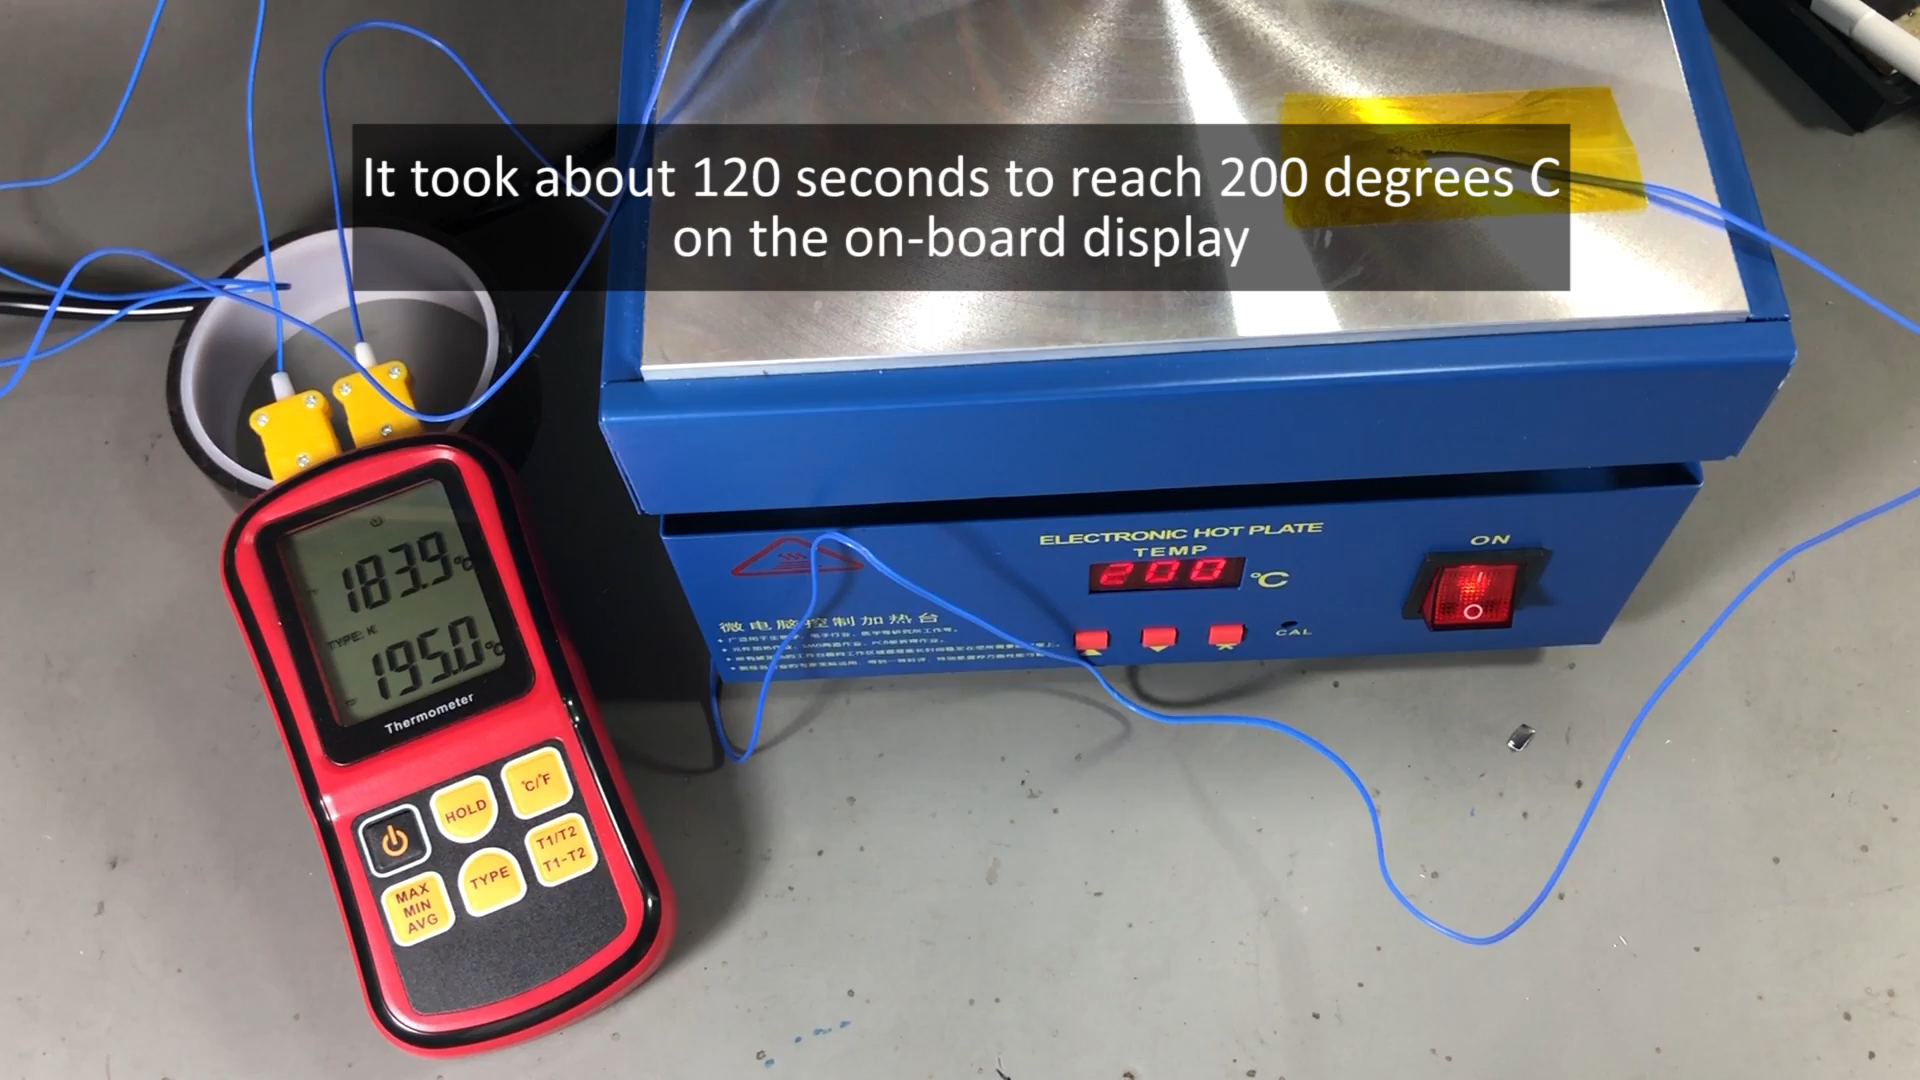 It took about 120 seconds to reach 200 degrees C
on the on-board display
ELECTRONIC HOT PLATE
TEMP
200 °C
ON
CAL
微电脑控制加热台
183.9 °C
TYPE: K
195.0 °C
Thermometer
HOLD
°C/°F
T1/T2
T1-T2
TYPE
MAX
MIN
AVG